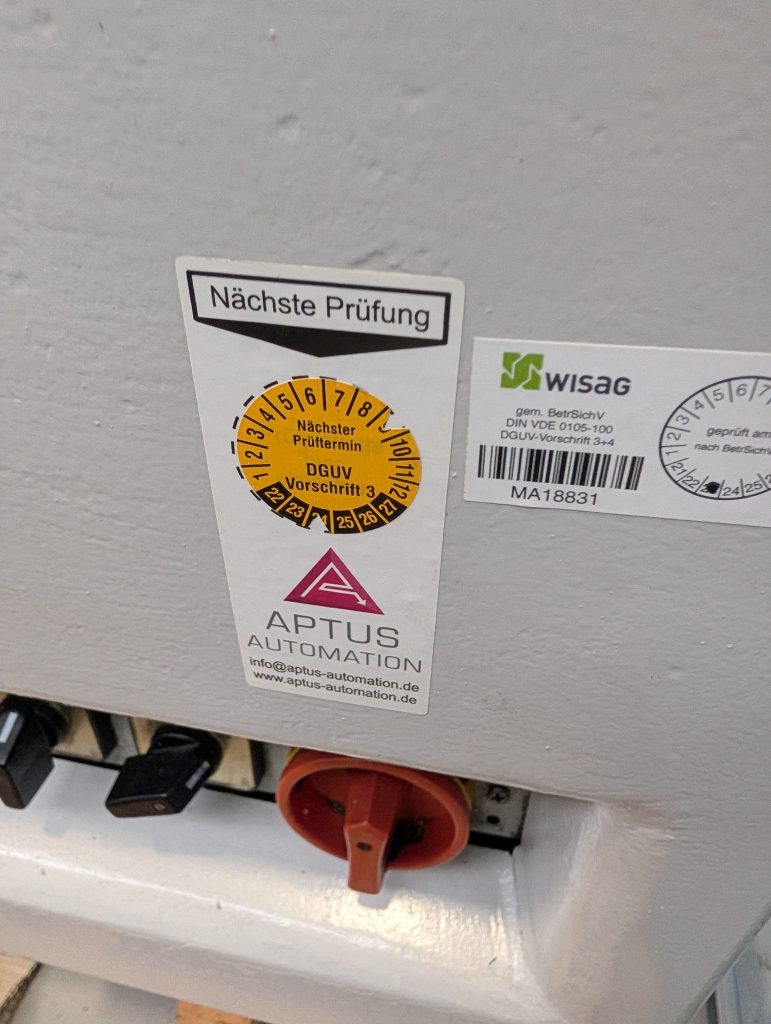 Nächste Prüfung
1 2 3 4 5 6 7 8 9 10 11 12
Nächster
Prüftermin
DGUV
Vorschrift 3
22 23 24 25 26 27
APTUS
AUTOMATION
info@aptus-automation.de
www.aptus-automation.de
WISAG
gem. BetrSichV
DIN VDE 0105-100
DGUV-Vorschrift 3+4
MA18831
1 2 3 4 5 6 7
geprüft am
nach BetrSichV
21 22 24 25